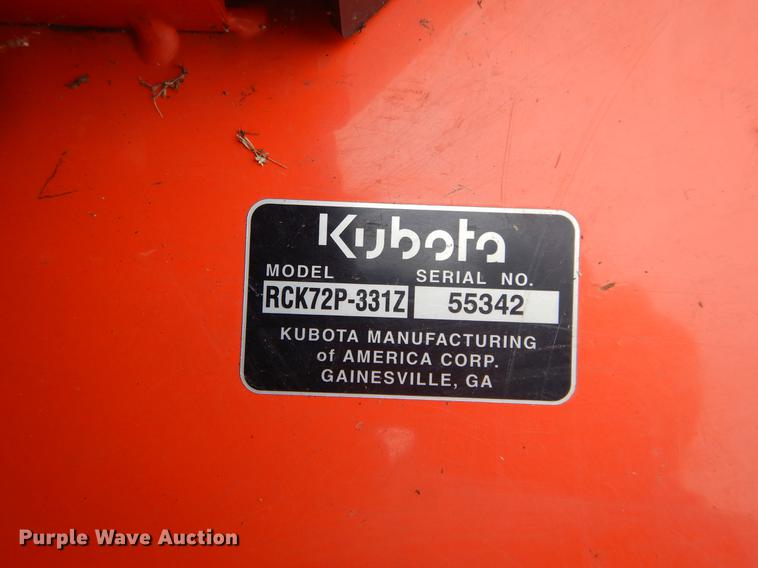 Kubota
MODEL SERIAL NO.
RCK72P-331Z 55342
KUBOTA MANUFACTURING
of AMERICA CORP.
GAINESVILLE, GA
Purple Wave Auction